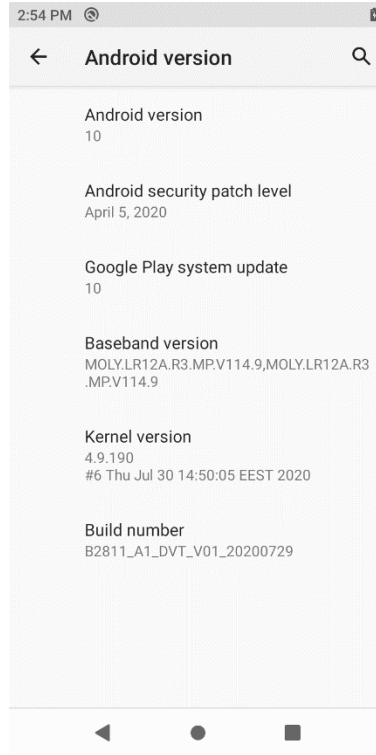 2:54 PM
Android version
Android version
10
Android security patch level
April 5, 2020
Google Play system update
10
Baseband version
MOLY.LR12A.R3.MP.V114.9,MOLY.LR12A.R3
.MP.V114.9
Kernel version
4.9.190
#6 Thu Jul 30 14:50:05 EEST 2020
Build number
B2811_A1_DVT_V01_20200729